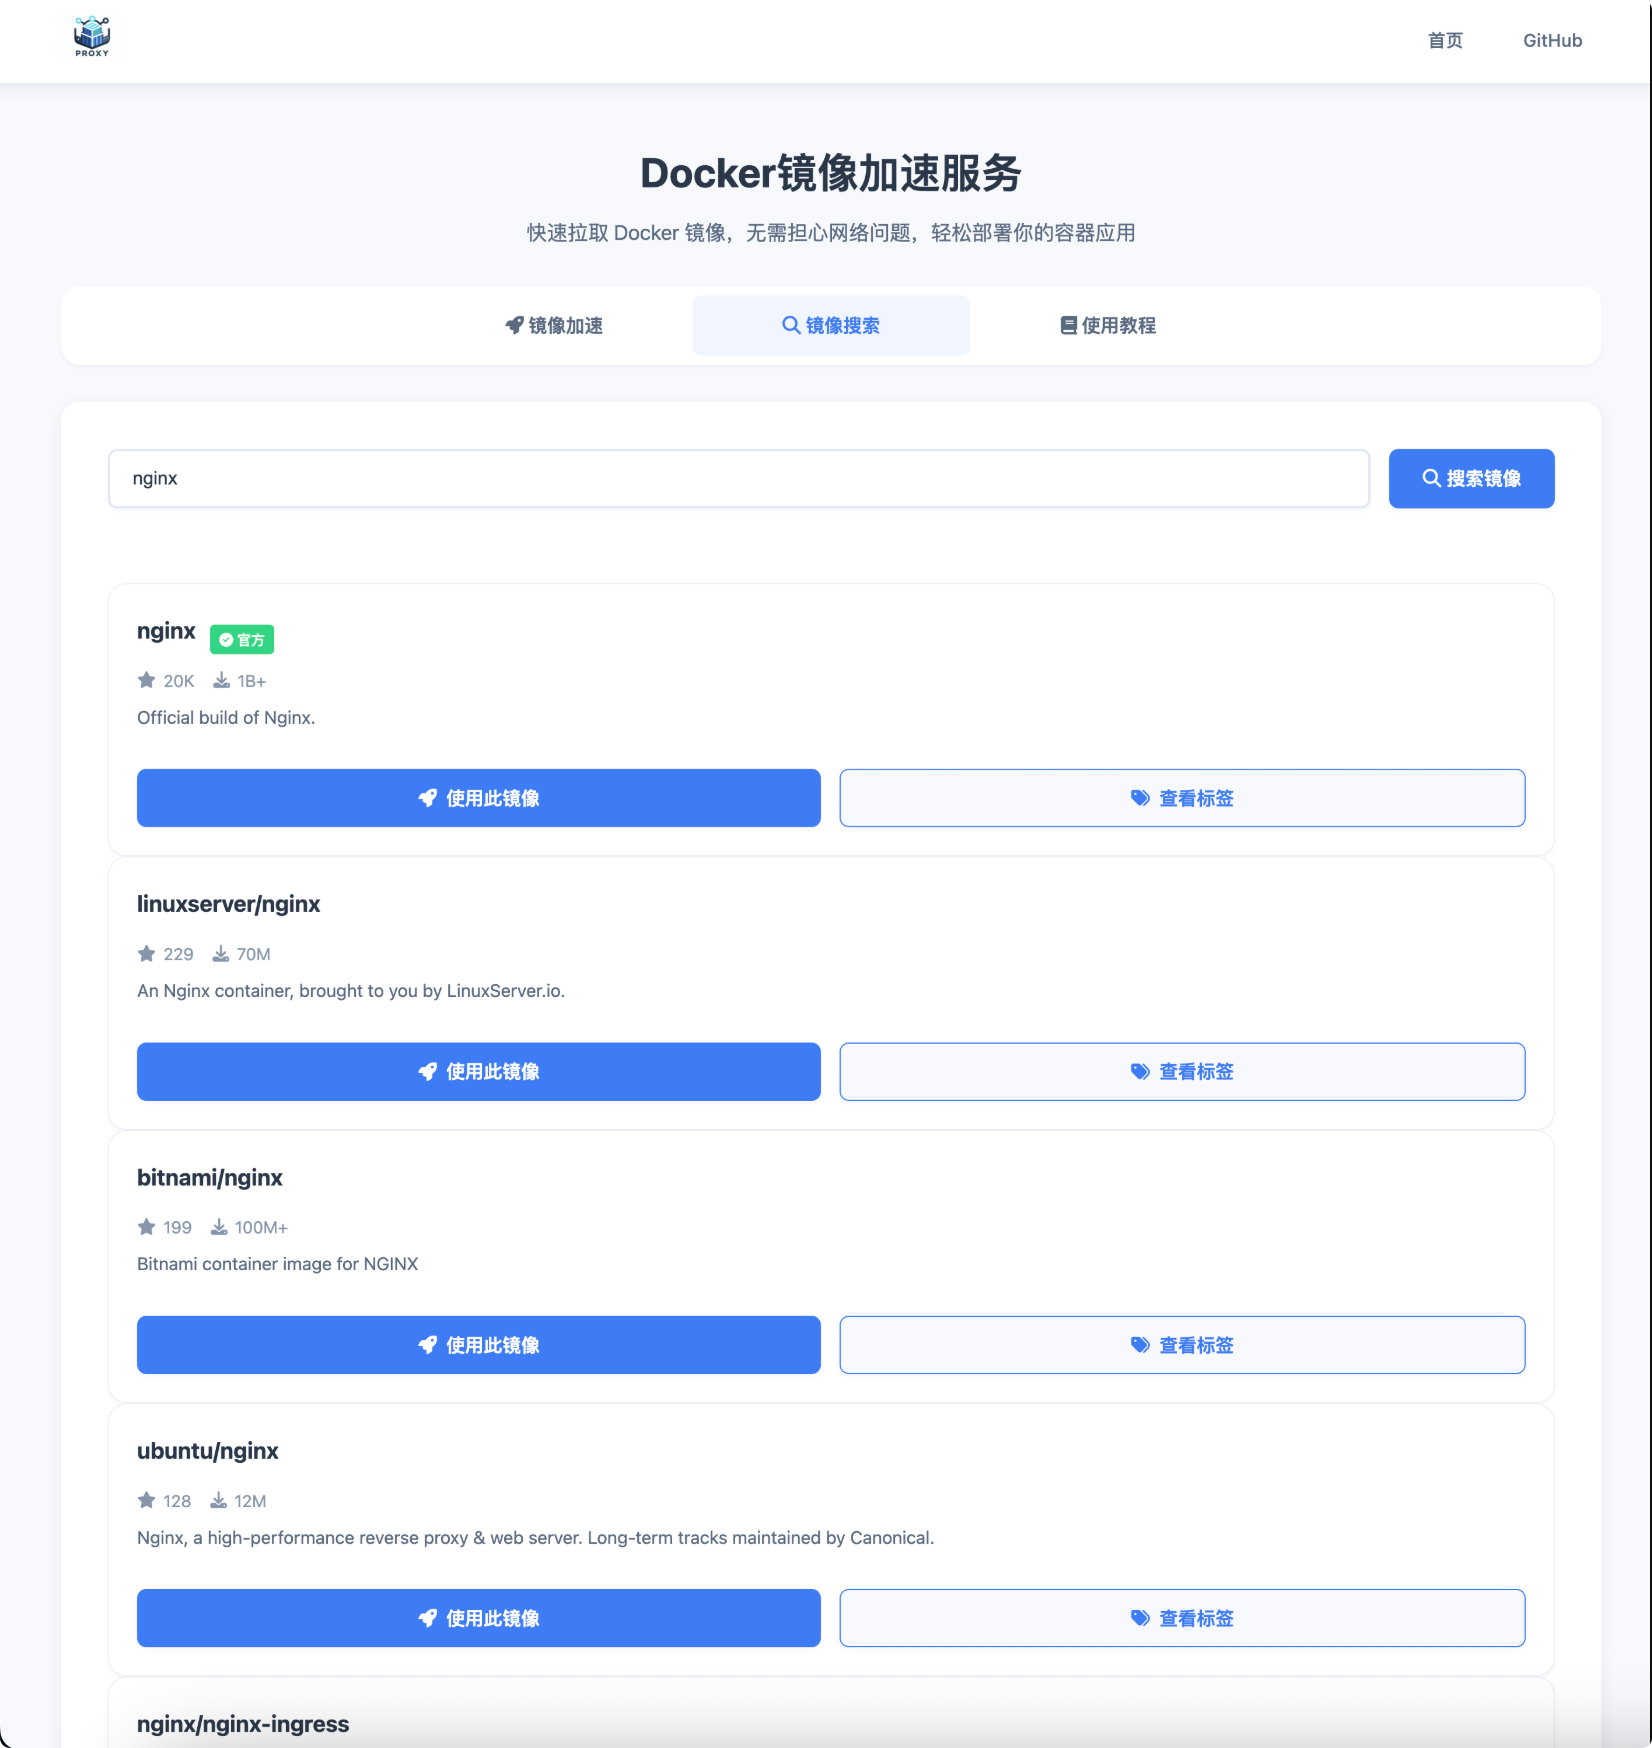 PROXY
首页 GitHub
Docker镜像加速服务
快速拉取 Docker 镜像，无需担心网络问题，轻松部署你的容器应用
镜像加速 镜像搜索 使用教程
nginx 搜索镜像
nginx 官方
20K 1B+
Official build of Nginx.
使用此镜像 查看标签
linuxserver/nginx
229 70M
An Nginx container, brought to you by LinuxServer.io.
使用此镜像 查看标签
bitnami/nginx
199 100M+
Bitnami container image for NGINX
使用此镜像 查看标签
ubuntu/nginx
128 12M
Nginx, a high-performance reverse proxy & web server. Long-term tracks maintained by Canonical.
使用此镜像 查看标签
nginx/nginx-ingress